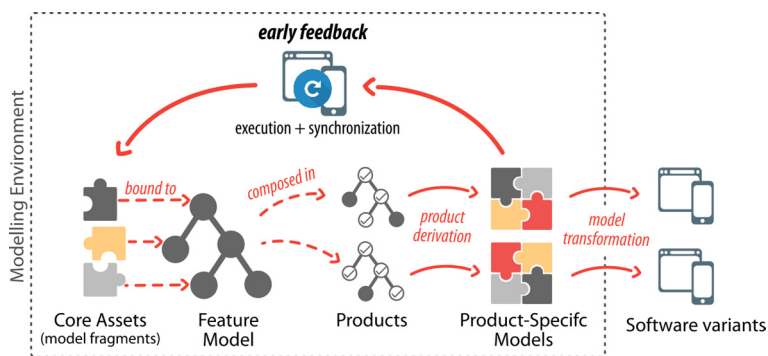 early feedback
execution + synchronization
Modelling Environment
bound to
composed in
product
derivation
model
transformation
Core Assets
(model fragments)
Feature
Model
Products
Product-Specifc
Models
Software variants